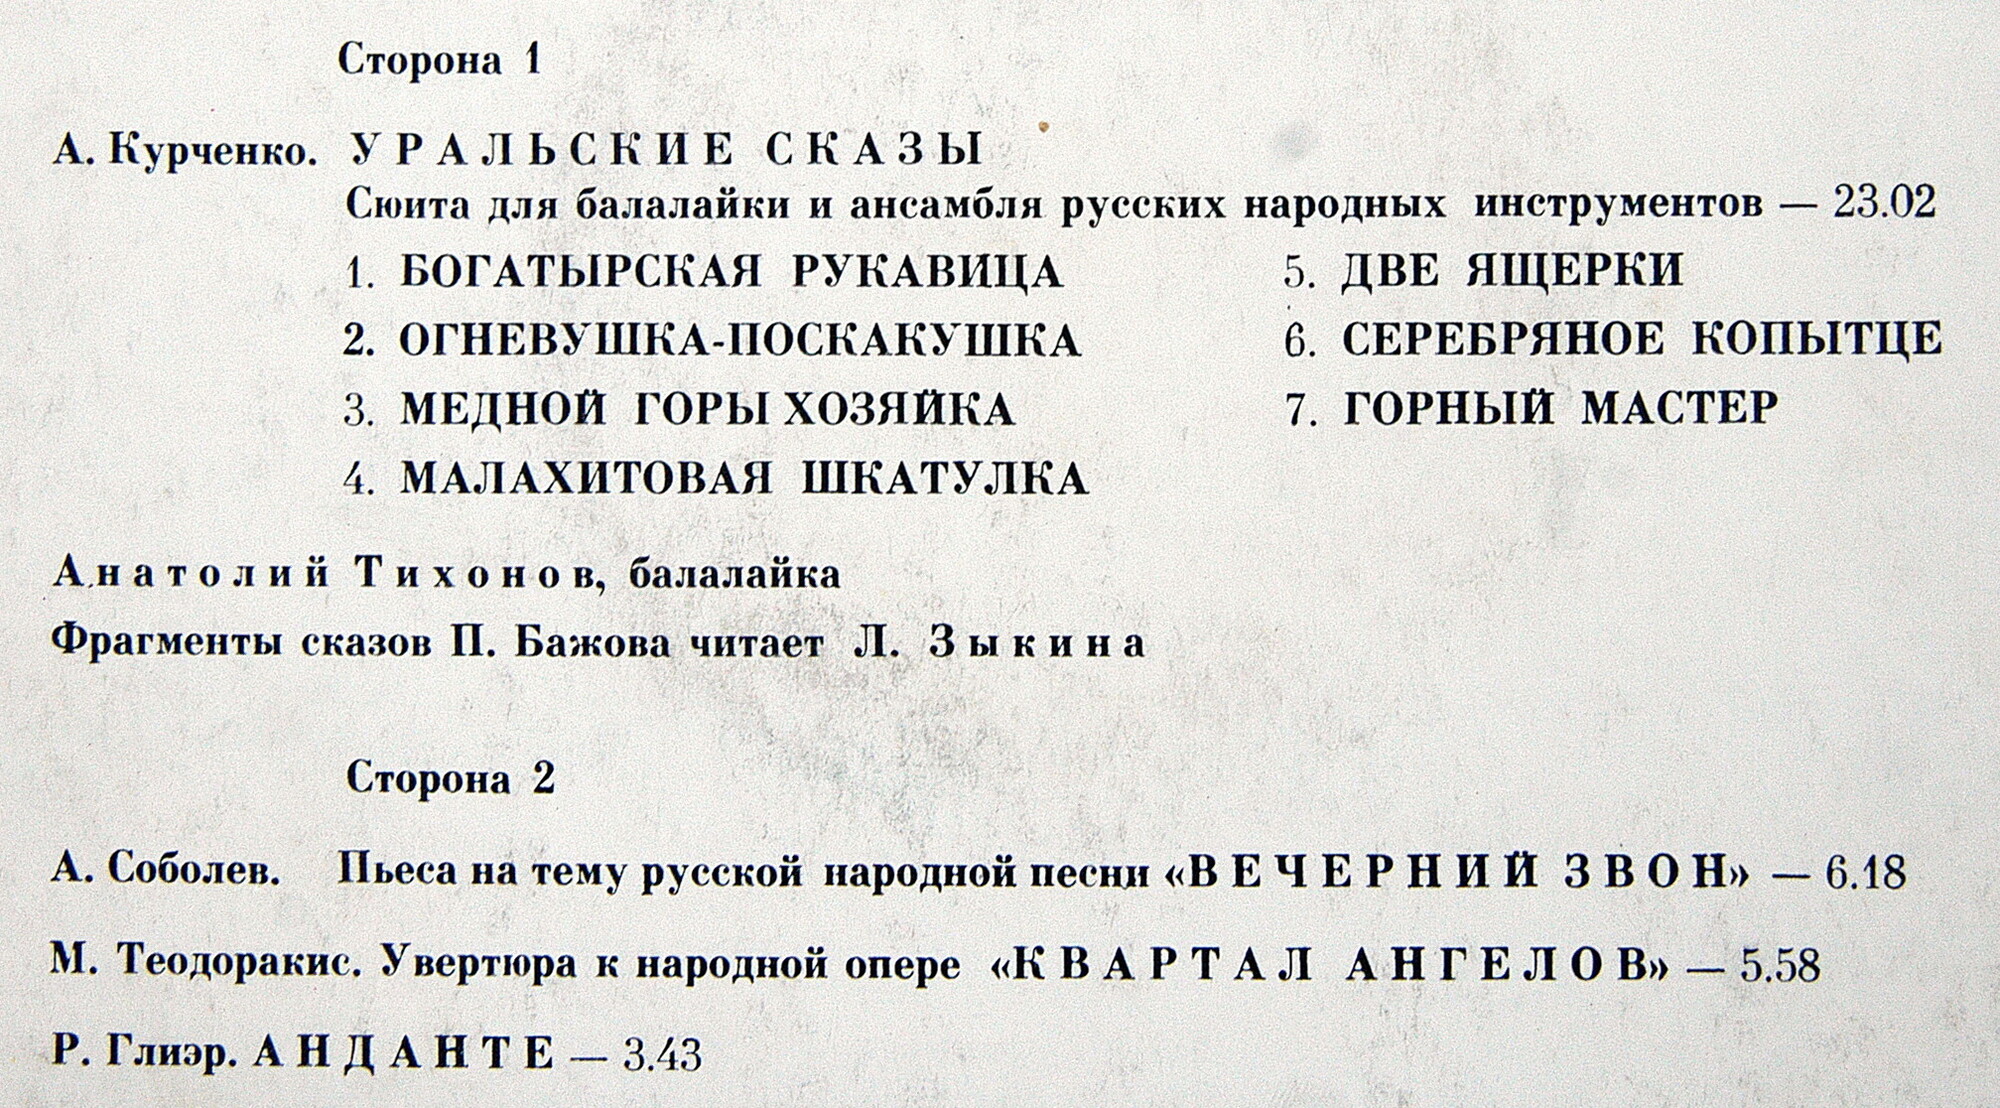 Сторона 1
А. Курченко. УРАЛЬСКИЕ СКАЗЫ
Сюита для балалайки и ансамбля русских народных инструментов — 23.02
1. БОГАТЫРСКАЯ РУКАВИЦА
2. ОГНЕВУШКА-ПОСКАКУШКА
3. МЕДНОЙ ГОРЫ ХОЗЯЙКА
4. МАЛАХИТОВАЯ ШКАТУЛКА
5. ДВЕ ЯЩЕРКИ
6. СЕРЕБРЯНОЕ КОПЫТЦЕ
7. ГОРНЫЙ МАСТЕР
Анатолий Тихонов, балалайка
Фрагменты сказов П. Бажова читает Л. Зыкина
Сторона 2
А. Соболев. Пьеса на тему русской народной песни «ВЕЧЕРНИЙ ЗВОН» — 6.18
М. Теодоракис. Увертюра к народной опере «КВАРТАЛ АНГЕЛОВ» — 5.58
Р. Глиэр. АНДАНТЕ — 3.43